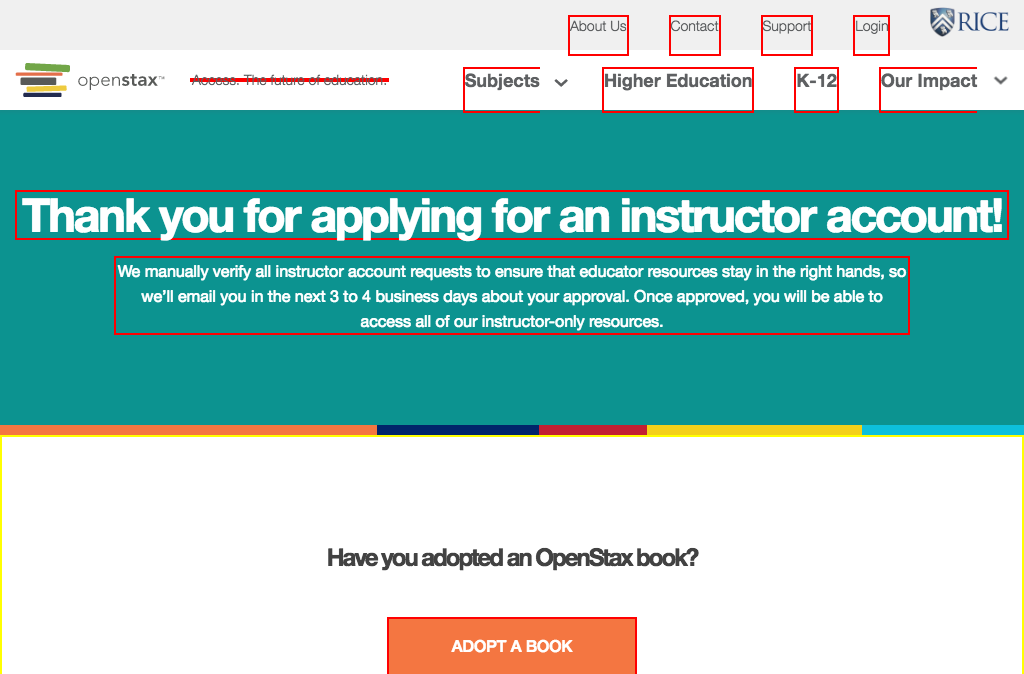 About Us Contact Support Login RICE
openstax™ Access. The future of education. Subjects Higher Education K-12 Our Impact
Thank you for applying for an instructor account!
We manually verify all instructor account requests to ensure that educator resources stay in the right hands, so
we’ll email you in the next 3 to 4 business days about your approval. Once approved, you will be able to
access all of our instructor-only resources.
Have you adopted an OpenStax book?
ADOPT A BOOK